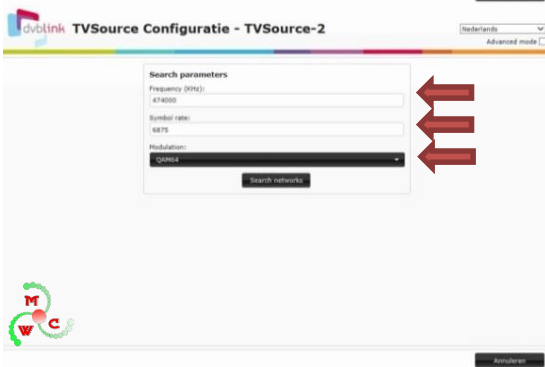 dvblink TVSource Configuratie - TVSource-2
Nederlands
Advanced mode
Search parameters
Frequency (KHz):
474000
Symbol rate:
6875
Modulation:
QAM64
Search networks
M
W C
Annuleren